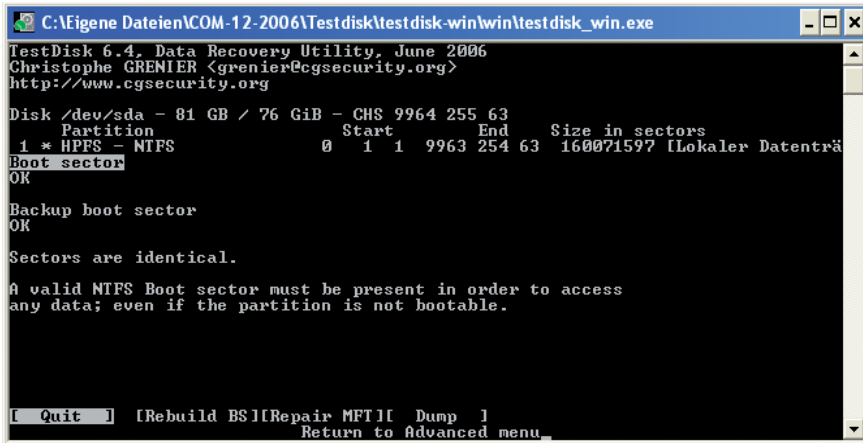 C:\Eigene Dateien\COM-12-2006\Testdisk\testdisk-win\win\testdisk_win.exe
TestDisk 6.4, Data Recovery Utility, June 2006
Christophe GRENIER <grenier@cgsecurity.org>
http://www.cgsecurity.org
Disk /dev/sda - 81 GB / 76 GiB - CHS 9964 255 63
Partition Start End Size in sectors
1 * HPFS - NTFS 0 1 1 9963 254 63 160071597 [Lokaler Datenträ
Boot sector
OK
Backup boot sector
OK
Sectors are identical.
A valid NTFS Boot sector must be present in order to access
any data; even if the partition is not bootable.
[ Quit ] [Rebuild BS][Repair MFT][ Dump ]
Return to Advanced menu_